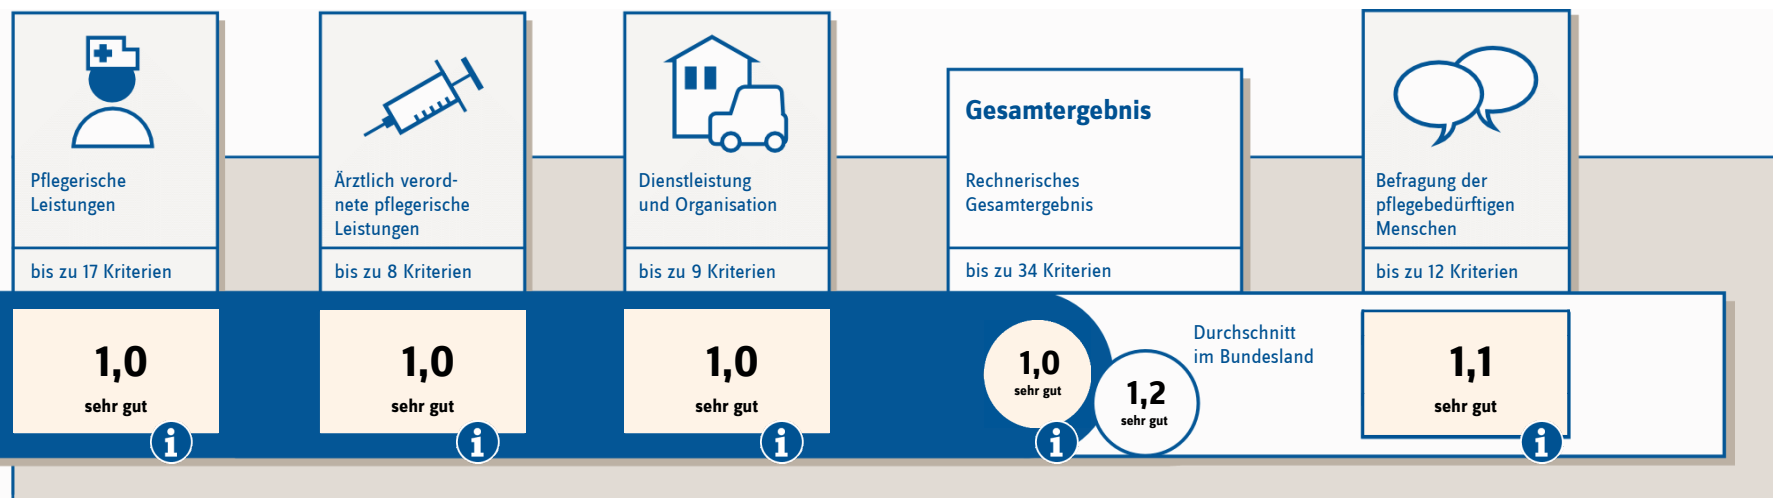 Pflegerische
Leistungen
bis zu 17 Kriterien
1,0
sehr gut
i
Ärztlich verord-
nete pflegerische
Leistungen
bis zu 8 Kriterien
1,0
sehr gut
i
Dienstleistung
und Organisation
bis zu 9 Kriterien
1,0
sehr gut
i
Gesamtergebnis
Rechnerisches
Gesamtergebnis
bis zu 34 Kriterien
1,0
sehr gut
i
1,2
sehr gut
Durchschnitt
im Bundesland
Befragung der
pflegebedürftigen
Menschen
bis zu 12 Kriterien
1,1
sehr gut
i